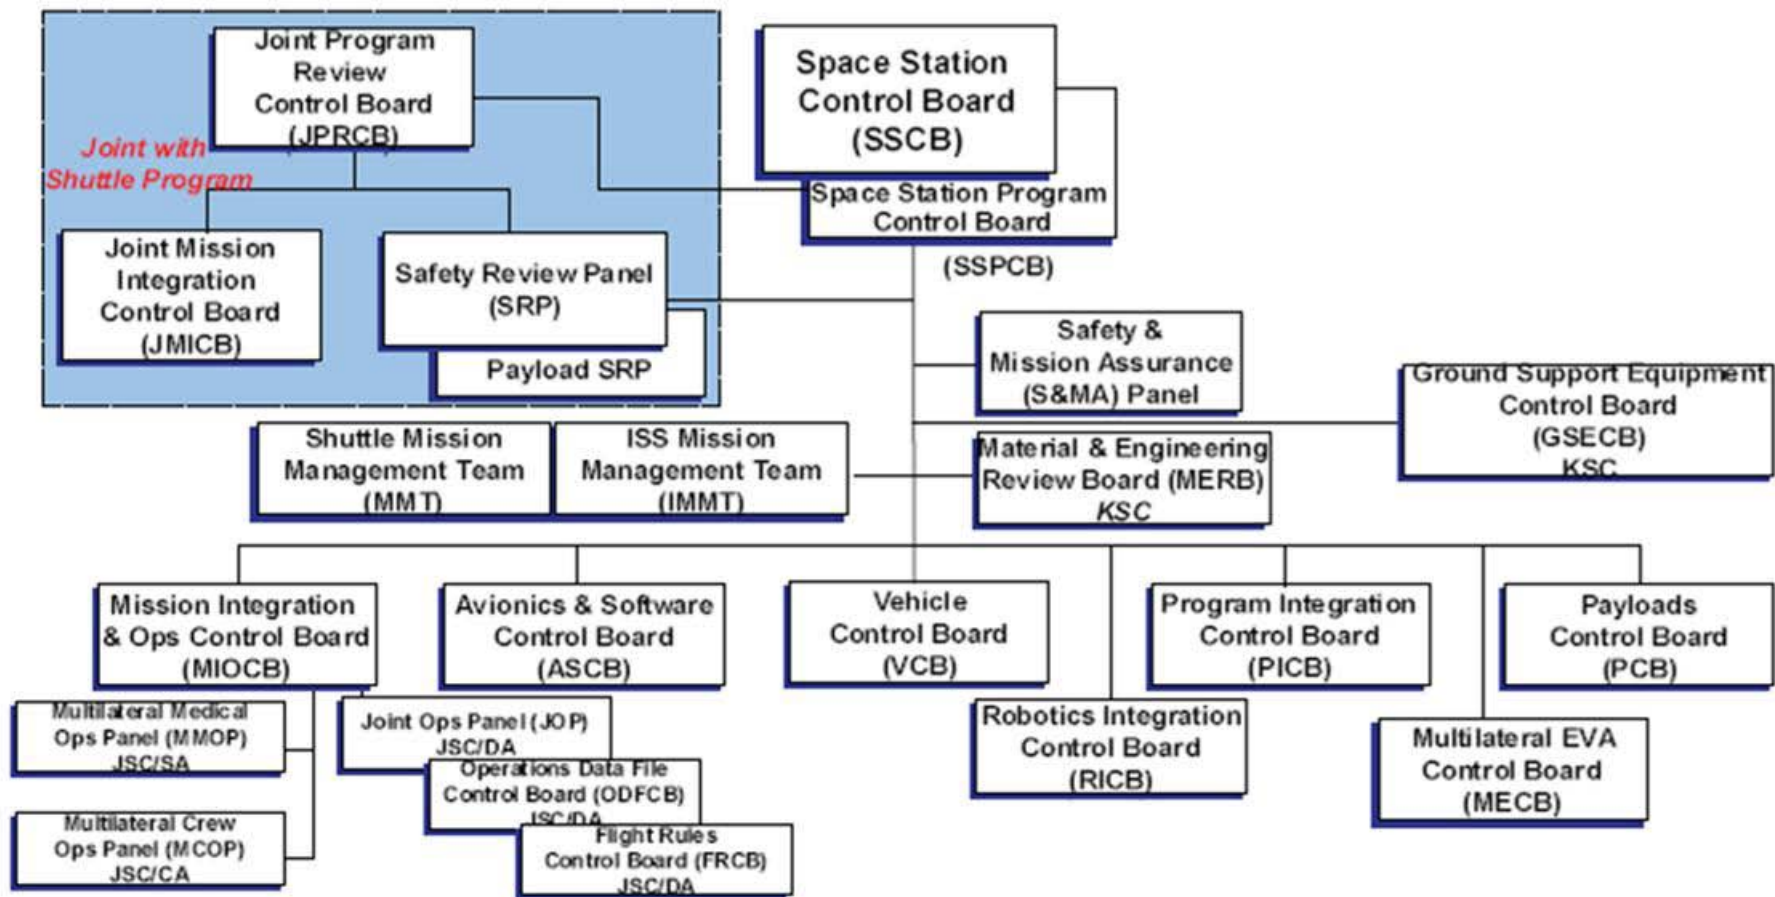 Joint Program
Review
Control Board
(JPRCB)
Joint with
Shuttle Program
Joint Mission
Integration
Control Board
(JMICB)
Safety Review Panel
(SRP)
Payload SRP
Space Station
Control Board
(SSCB)
Space Station Program
Control Board
(SSPCB)
Safety &
Mission Assurance
(S&MA) Panel
Ground Support Equipment
Control Board
(GSECB)
KSC
Shuttle Mission
Management Team
(MMT)
ISS Mission
Management Team
(IMMT)
Material & Engineering
Review Board (MERB)
KSC
Mission Integration
& Ops Control Board
(MIOCB)
Avionics & Software
Control Board
(ASCB)
Vehicle
Control Board
(VCB)
Program Integration
Control Board
(PICB)
Payloads
Control Board
(PCB)
Multilateral Medical
Ops Panel (MMOP)
JSC/SA
Joint Ops Panel (JOP)
JSC/DA
Robotics Integration
Control Board
(RICB)
Multilateral EVA
Control Board
(MECB)
Operations Data File
Control Board (ODFCB)
JSC/DA
Multilateral Crew
Ops Panel (MCOP)
JSC/CA
Flight Rules
Control Board (FRCB)
JSC/DA